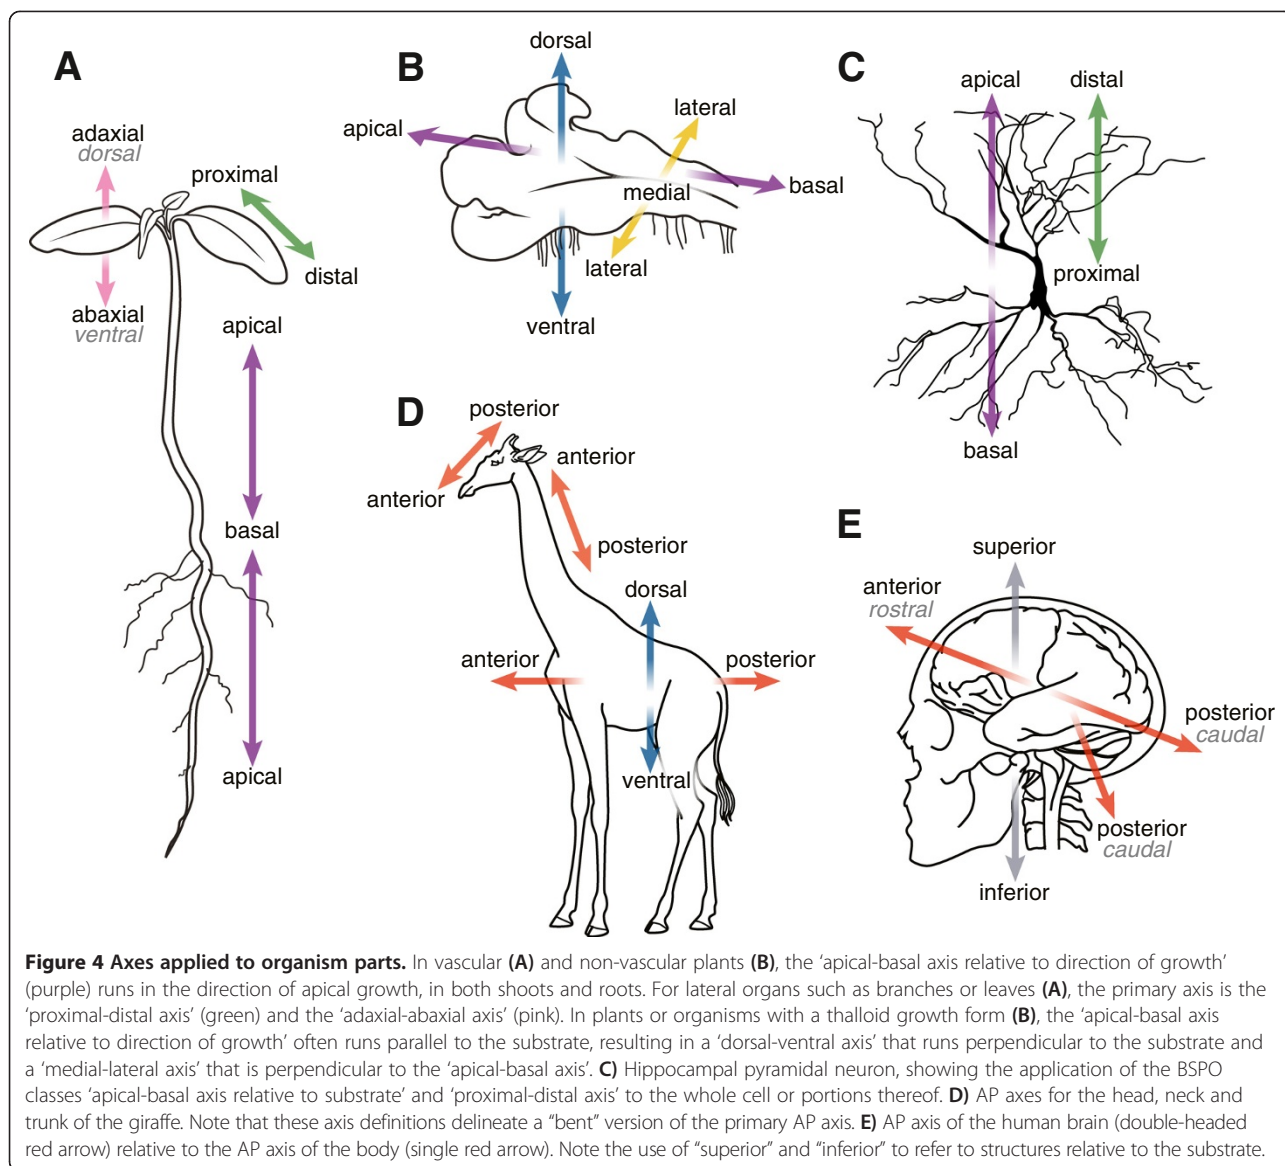 A
adaxial
dorsal
proximal
distal
abaxial
ventral
apical
basal
apical
B
dorsal
lateral
apical
medial
basal
lateral
ventral
C
apical
distal
proximal
basal
D
posterior
anterior
anterior
posterior
dorsal
anterior
posterior
ventral
E
superior
anterior
rostral
posterior
caudal
posterior
caudal
inferior
Figure 4 Axes applied to organism parts. In vascular (A) and non-vascular plants (B), the ‘apical-basal axis relative to direction of growth’
(purple) runs in the direction of apical growth, in both shoots and roots. For lateral organs such as branches or leaves (A), the primary axis is the
‘proximal-distal axis’ (green) and the ‘adaxial-abaxial axis’ (pink). In plants or organisms with a thalloid growth form (B), the ‘apical-basal axis
relative to direction of growth’ often runs parallel to the substrate, resulting in a ‘dorsal-ventral axis’ that runs perpendicular to the substrate and
a ‘medial-lateral axis’ that is perpendicular to the ‘apical-basal axis’. C) Hippocampal pyramidal neuron, showing the application of the BSPO
classes ‘apical-basal axis relative to substrate’ and ‘proximal-distal axis’ to the whole cell or portions thereof. D) AP axes for the head, neck and
trunk of the giraffe. Note that these axis definitions delineate a “bent” version of the primary AP axis. E) AP axis of the human brain (double-headed
red arrow) relative to the AP axis of the body (single red arrow). Note the use of “superior” and “inferior” to refer to structures relative to the substrate.